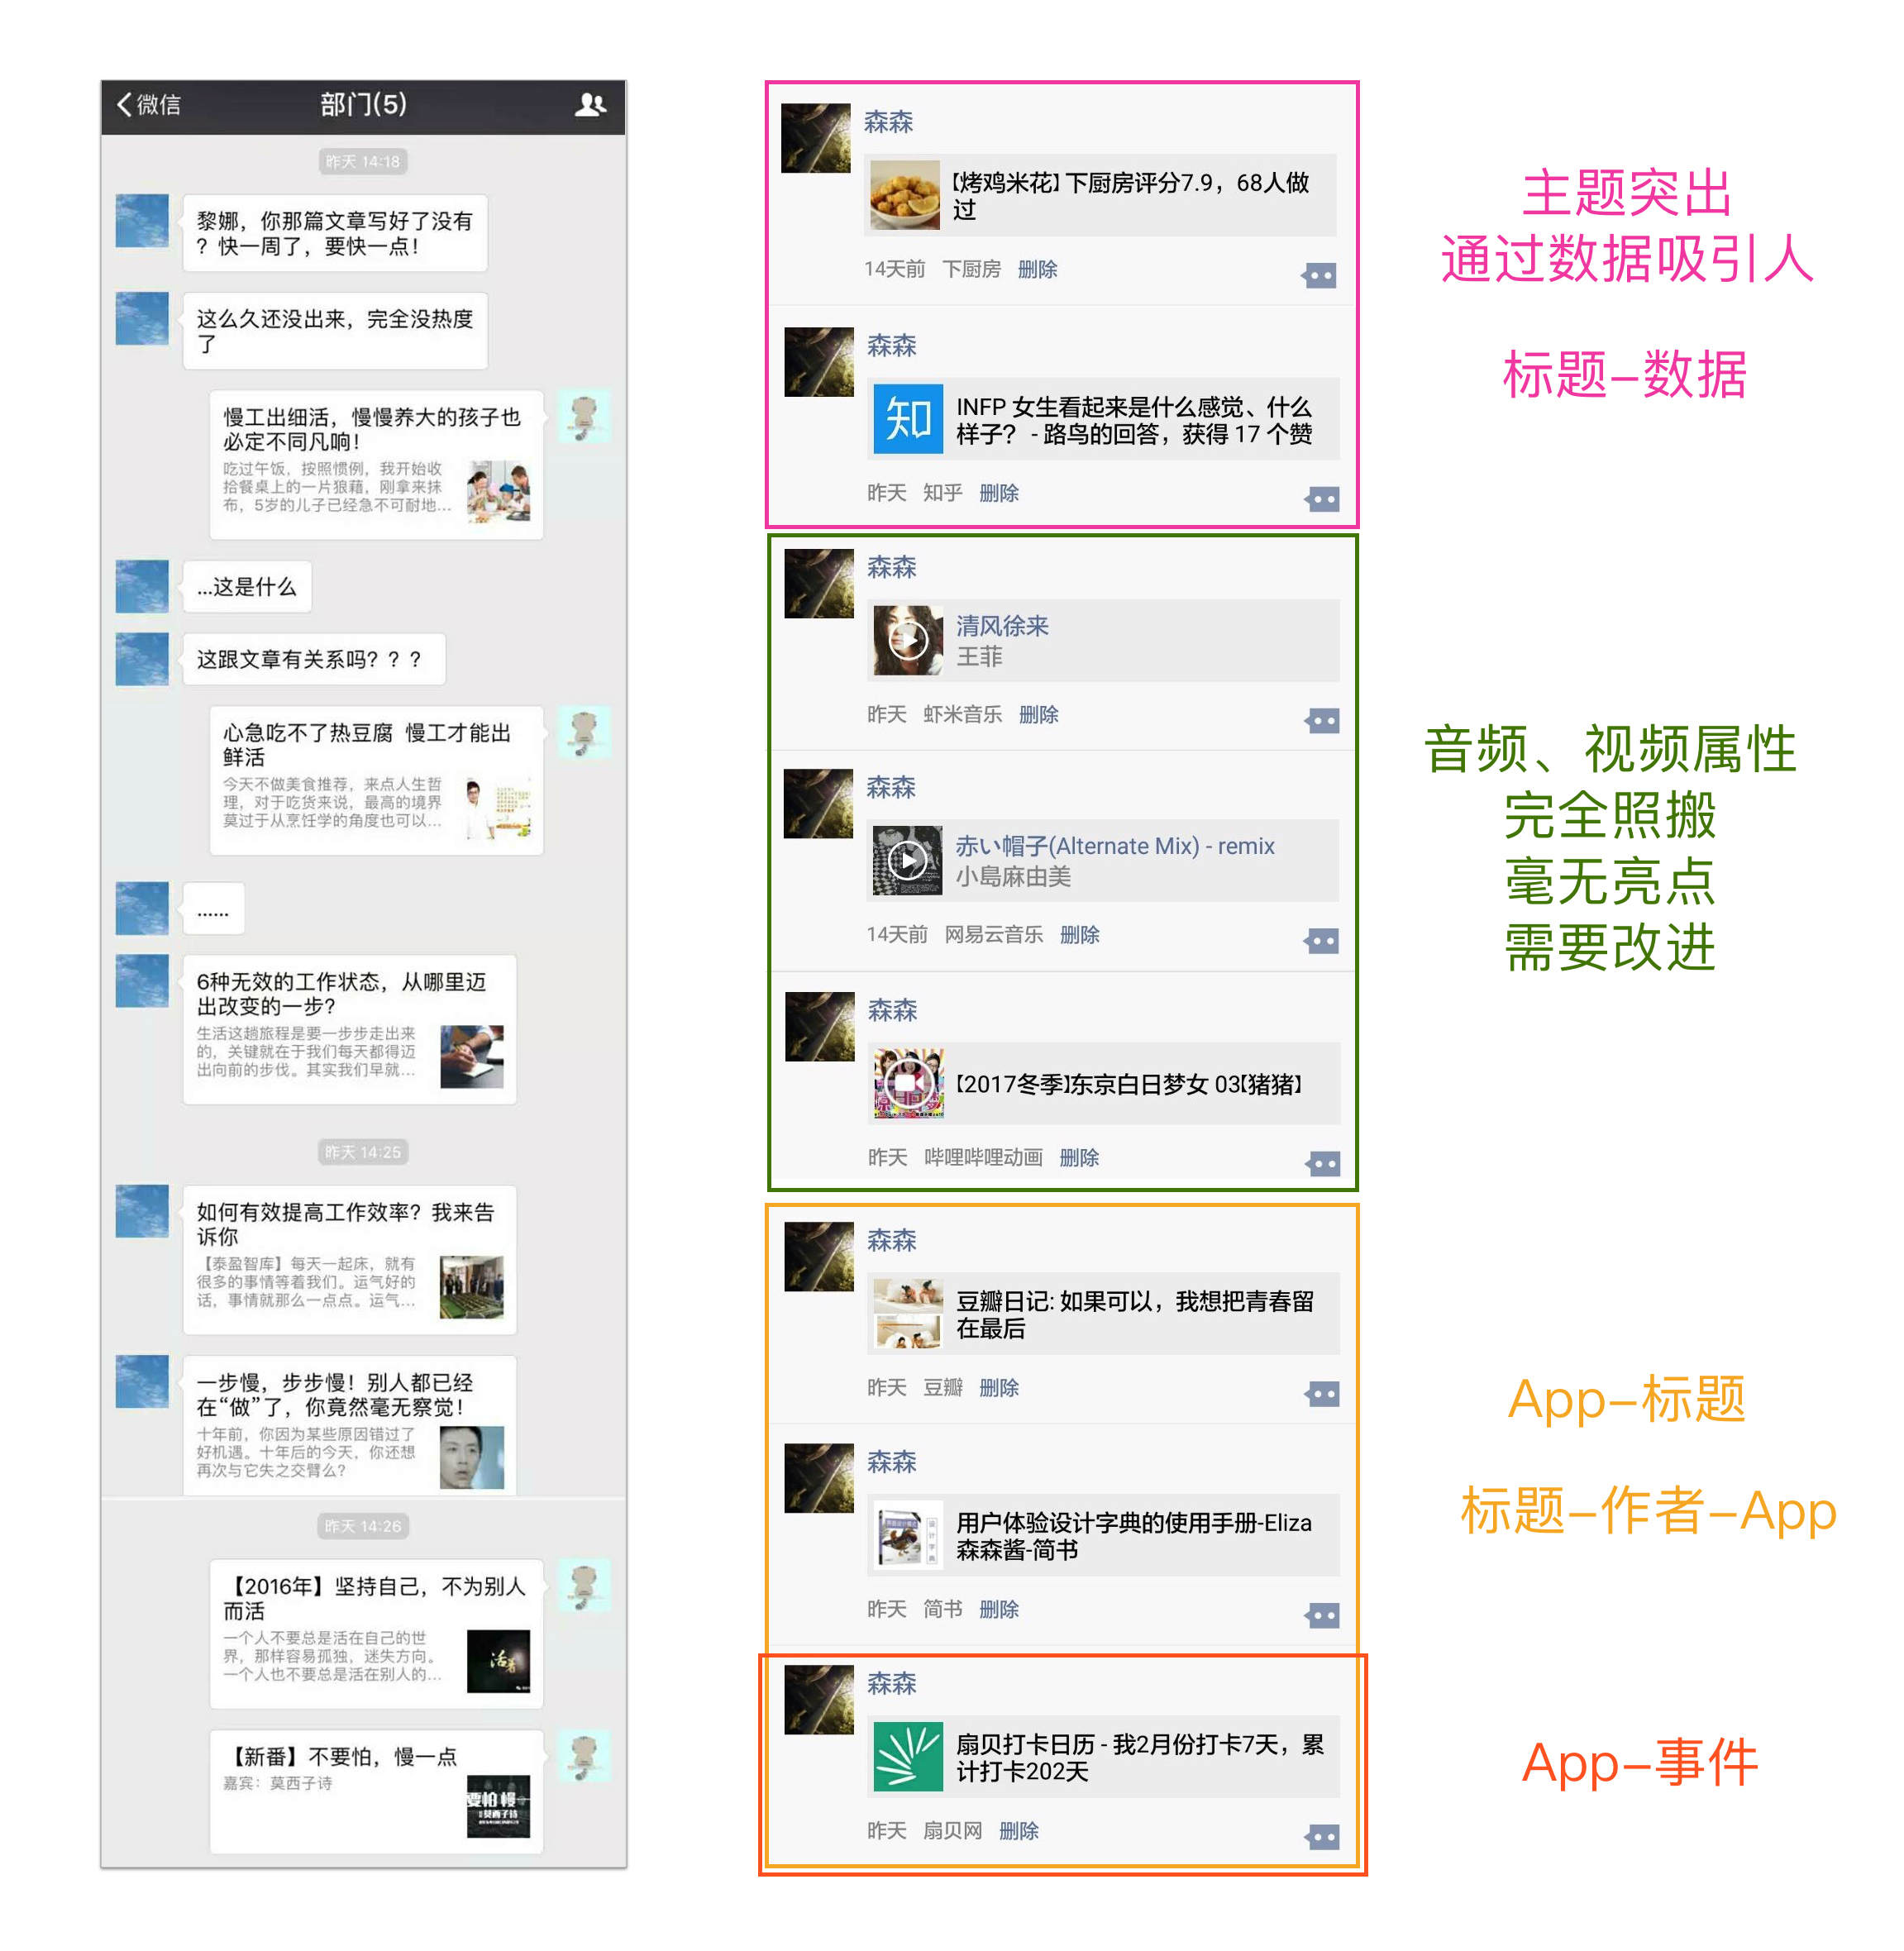 微信
部门(5)
昨天 14:18
黎娜，你那篇文章写好了没有
？快一周了，要快一点！
这么久还没出来，完全没热度
了
慢工出细活，慢慢养大的孩子也
必定不同凡响！
吃过午饭，按照惯例，我开始收
拾餐桌上的一片狼藉，刚拿来抹
布，5岁的儿子已经急不可耐地...
...这是什么
这跟文章有关系吗？？？
心急吃不了热豆腐 慢工才能出
鲜活
今天不做美食推荐，来点人生哲
理，对于吃货来说，最高的境界
莫过于从烹饪学的角度也可以...
......
6种无效的工作状态，从哪里迈
出改变的一步？
生活这趟旅程是要一步步走出来
的，关键就在于我们每天都得迈
出向前的步伐。其实我们早就...
昨天 14:25
如何有效提高工作效率？我来告
诉你
【泰盈智库】每天一起床，就有
很多的事情等着我们。运气好的
话，事情就那么一点点。运气...
一步慢，步步慢！别人都已经
在“做”了，你竟然毫无察觉！
十年前，你因为某些原因错过了
好机遇。十年后的今天，你还想
再次与它失之交臂么？
昨天 14:26
【2016年】坚持自己，不为别人
而活
一个人不要总是活在自己的世
界，那样容易孤独，迷失方向。
一个人也不要总是活在别人的...
活着
【新番】不要怕，慢一点
嘉宾：莫西子诗
要怕慢
森森
【烤鸡米花】下厨房评分7.9，68人做
过
14天前 下厨房 删除
森森
知
INFP 女生看起来是什么感觉、什么
样子？ - 路鸟的回答，获得 17 个赞
昨天 知乎 删除
森森
清风徐来
王菲
昨天 虾米音乐 删除
森森
赤い帽子(Alternate Mix) - remix
小島麻由美
14天前 网易云音乐 删除
森森
【2017冬季】东京白日梦女 03【猪猪】
昨天 哔哩哔哩动画 删除
森森
豆瓣日记: 如果可以，我想把青春留
在最后
昨天 豆瓣 删除
森森
设计字典
用户体验设计字典的使用手册-Eliza
森森酱-简书
昨天 简书 删除
森森
扇贝打卡日历 - 我2月份打卡7天，累
计打卡202天
昨天 扇贝网 删除
主题突出
通过数据吸引人
标题–数据
音频、视频属性
完全照搬
毫无亮点
需要改进
App–标题
标题–作者–App
App–事件